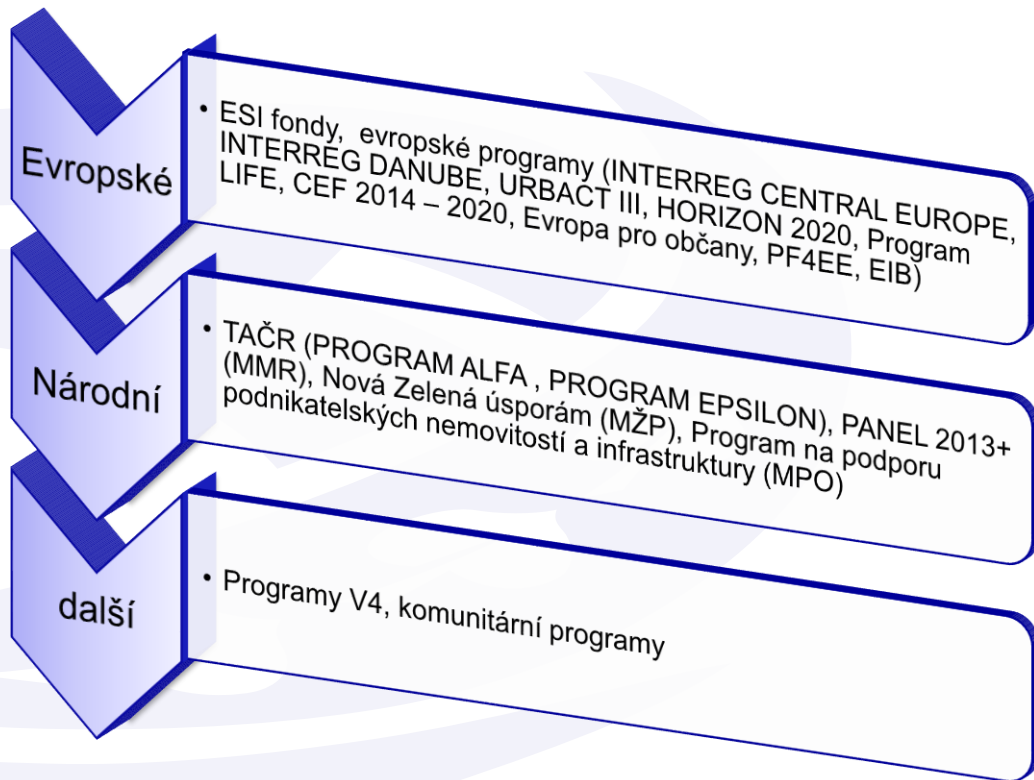 Evropské
• ESI fondy, evropské programy (INTERREG CENTRAL EUROPE,
INTERREG DANUBE, URBACT III, HORIZON 2020, Program
LIFE, CEF 2014 – 2020, Evropa pro občany, PF4EE, EIB)
Národní
• TAČR (PROGRAM ALFA , PROGRAM EPSILON), PANEL 2013+
(MMR), Nová Zelená úsporám (MŽP), Program na podporu
podnikatelských nemovitostí a infrastruktury (MPO)
další
• Programy V4, komunitární programy